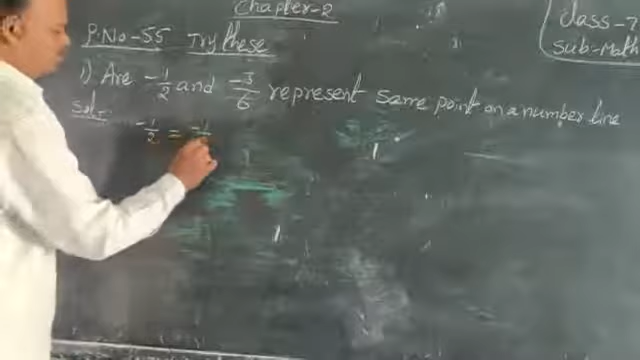 Chapter-2
Class-7
Sub-Math
P.No-55 Try these
1) Are -1/2 and -3/6 represent same point on a number line
Sol:-
-1/2 = -1/